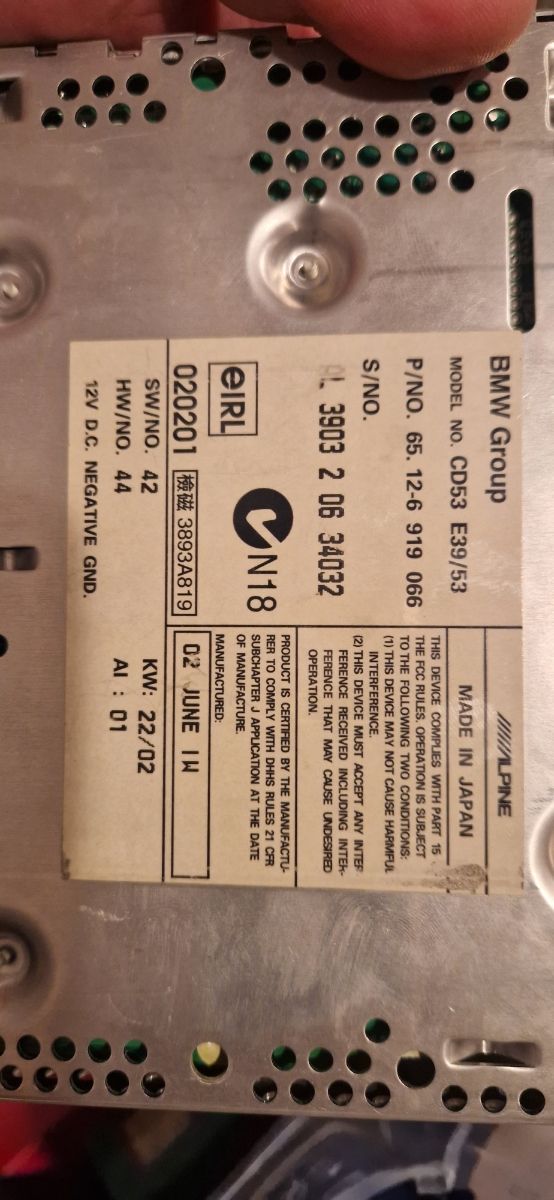 BMW Group
MODEL NO. CD53 E39/53
P/NO. 65. 12-6 919 066
S/NO.
AL 3903 2 06 34032
eIRL
N18
020201 檢磁 3893A819
SW/NO. 42
HW/NO. 44
12V D.C. NEGATIVE GND.
KW: 22/02
AI : 01
/////ALPINE
MADE IN JAPAN
THIS DEVICE COMPLIES WITH PART 15
THE FCC RULES. OPERATION IS SUBJECT
TO THE FOLLOWING TWO CONDITIONS:
(1) THIS DEVICE MAY NOT CAUSE HARMFUL
INTERFERENCE.
(2) THIS DEVICE MUST ACCEPT ANY INTER-
FERENCE RECEIVED INCLUDING INTER-
FERENCE THAT MAY CAUSE UNDESIRED
OPERATION.
PRODUCT IS CERTIFIED BY THE MANUFACTU-
RER TO COMPLY WITH DHHS RULES 21 CFR
SUBCHAPTER J APPLICATION AT THE DATE
OF MANUFACTURE.
MANUFACTURED:
02 JUNE IW